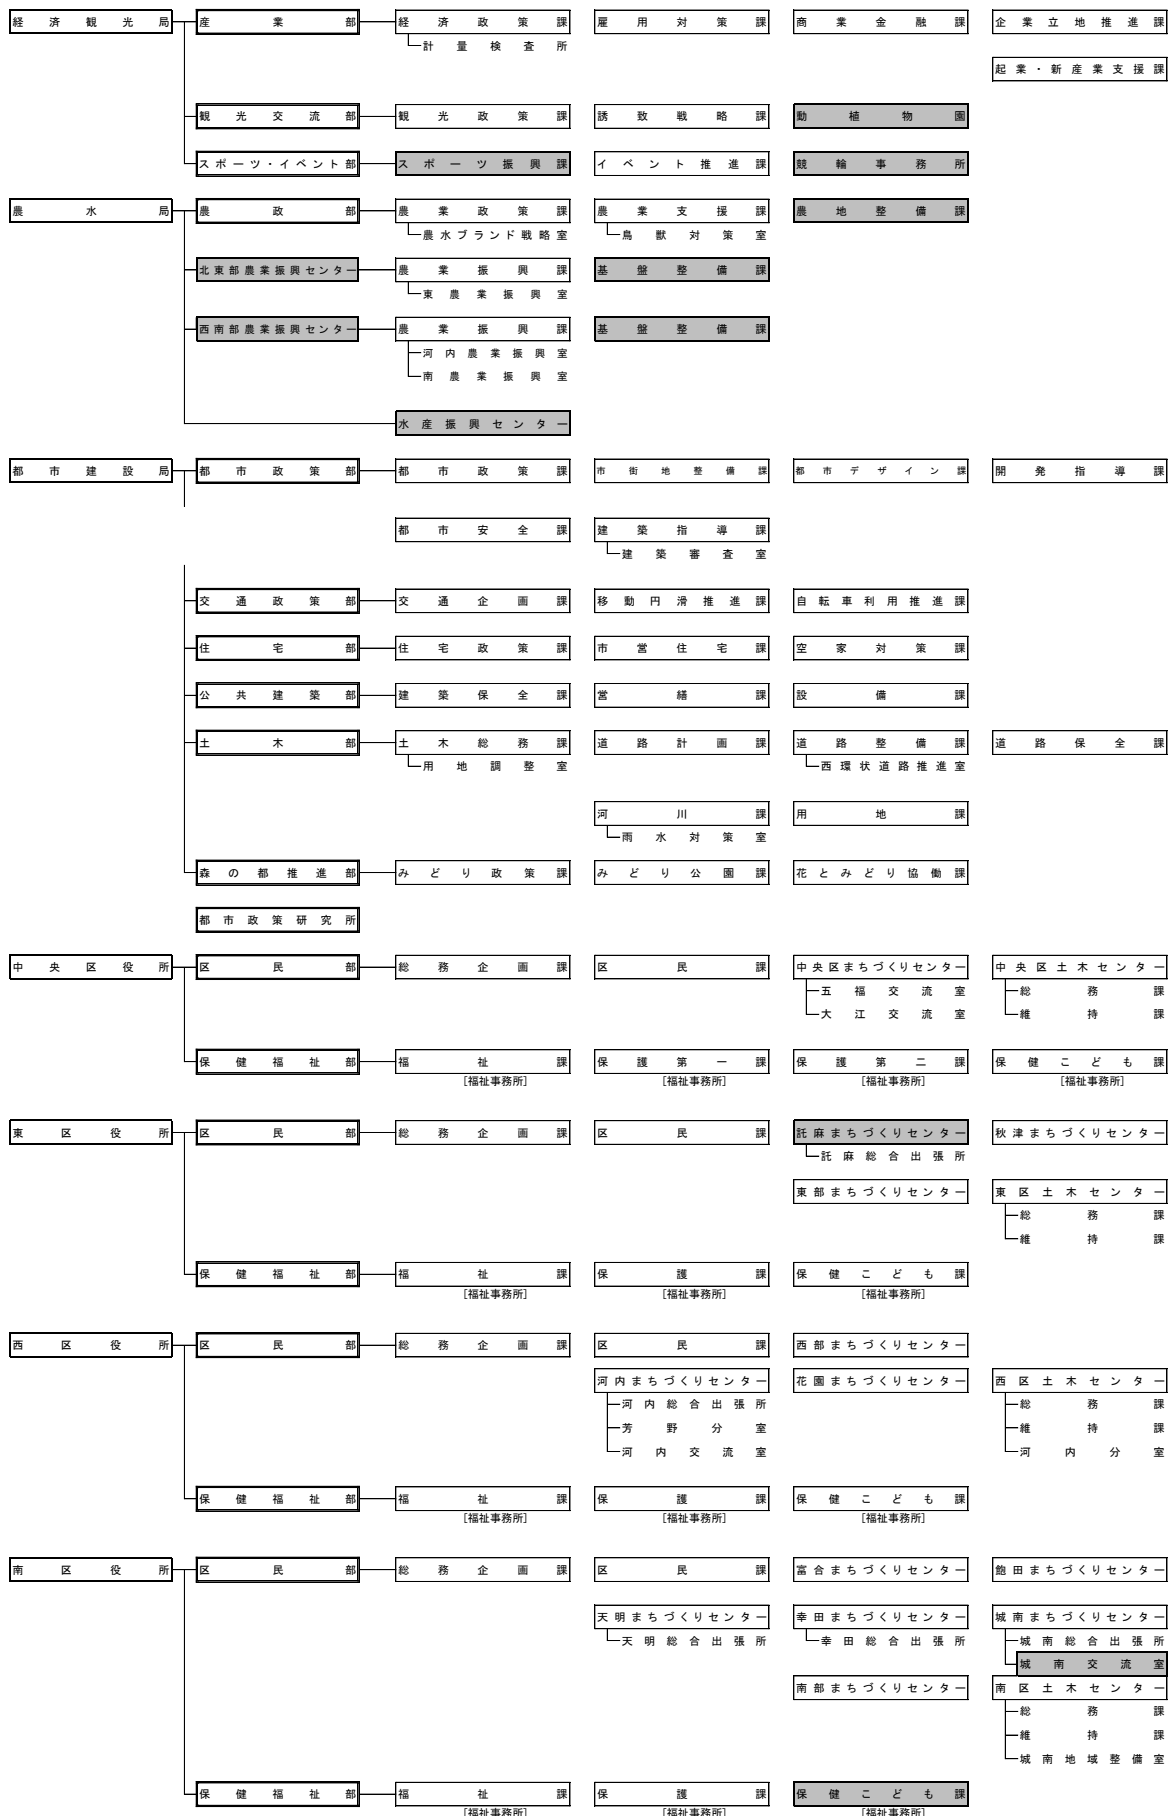 経済観光局 産業部 経済政策課 雇用対策課 商業金融課 企業立地推進課
計量検査所
起業・新産業支援課
観光交流部 観光政策課 誘致戦略課 動植物園
スポーツ・イベント部 スポーツ振興課 イベント推進課 競輪事務所
農水局 農政部 農業政策課 農業支援課 農地整備課
農水ブランド戦略室 鳥獣対策室
北東部農業振興センター 農業振興課 基盤整備課
東農業振興室
西南部農業振興センター 農業振興課 基盤整備課
河内農業振興室
南農業振興室
水産振興センター
都市建設局 都市政策部 都市政策課 市街地整備課 都市デザイン課 開発指導課
都市安全課 建築指導課
建築審査室
交通政策部 交通企画課 移動円滑推進課 自転車利用推進課
住宅部 住宅政策課 市営住宅課 空家対策課
公共建築部 建築保全課 営繕課 設備課
土木部 土木総務課 道路計画課 道路整備課 道路保全課
用地調整室 西環状道路推進室
河川課 用地課
雨水対策室
森の都推進部 みどり政策課 みどり公園課 花とみどり協働課
都市政策研究所
中央区役所 区民部 総務企画課 区民課 中央区まちづくりセンター 中央区土木センター
五福交流室 総務課
大江交流室 維持課
保健福祉部 福祉課 保護第一課 保護第二課 保健こども課
[福祉事務所] [福祉事務所] [福祉事務所] [福祉事務所]
東区役所 区民部 総務企画課 区民課 託麻まちづくりセンター 秋津まちづくりセンター
託麻総合出張所
東部まちづくりセンター 東区土木センター
総務課
維持課
保健福祉部 福祉課 保護課 保健こども課
[福祉事務所] [福祉事務所] [福祉事務所]
西区役所 区民部 総務企画課 区民課 西部まちづくりセンター
河内まちづくりセンター 花園まちづくりセンター 西区土木センター
河内総合出張所 総務課
芳野分室 維持課
河内交流室 河内分室
保健福祉部 福祉課 保護課 保健こども課
[福祉事務所] [福祉事務所] [福祉事務所]
南区役所 区民部 総務企画課 区民課 富合まちづくりセンター 飽田まちづくりセンター
天明まちづくりセンター 幸田まちづくりセンター 城南まちづくりセンター
天明総合出張所 幸田総合出張所 城南総合出張所
城南交流室
南部まちづくりセンター 南区土木センター
総務課
維持課
城南地域整備室
保健福祉部 福祉課 保護課 保健こども課
[福祉事務所] [福祉事務所] [福祉事務所]